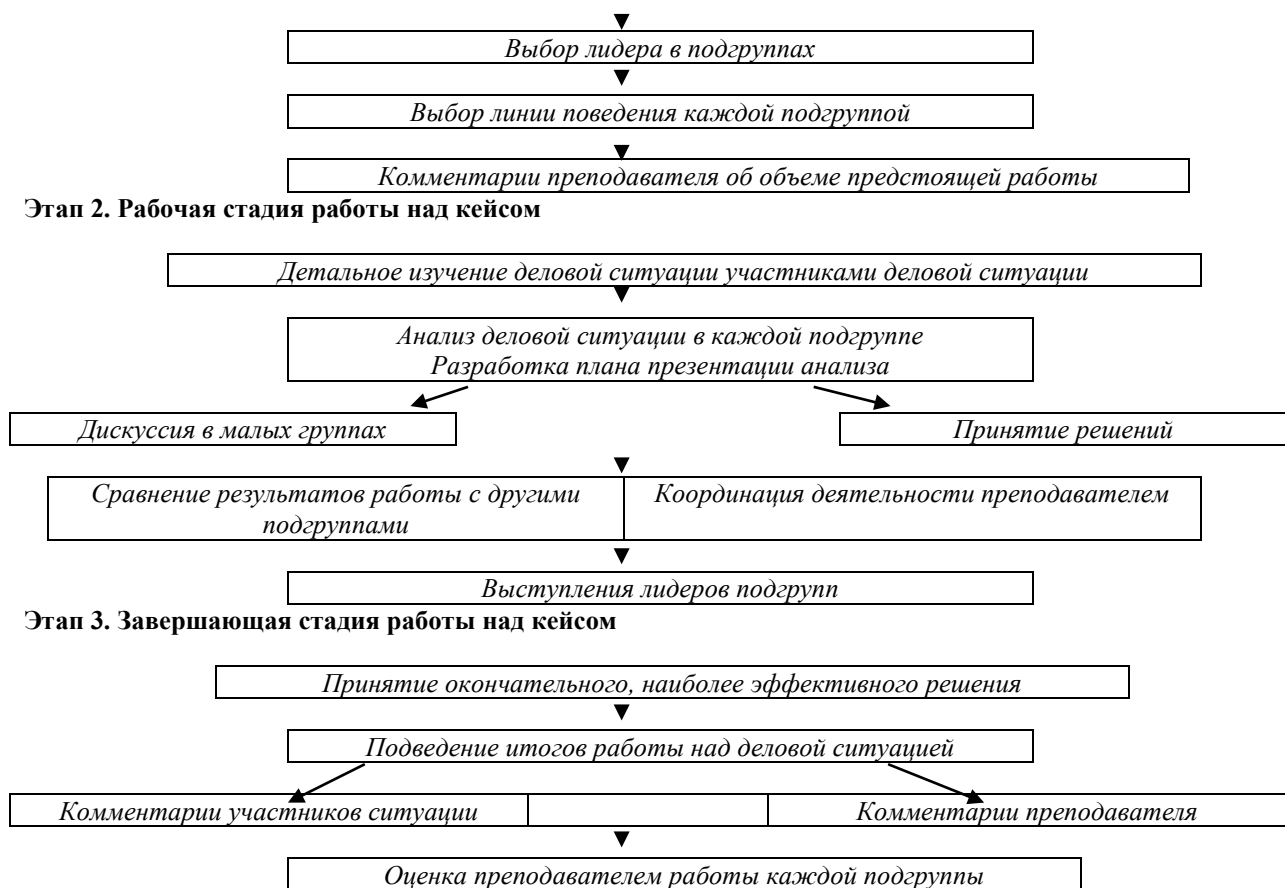 Выбор лидера в подгруппах
Выбор линии поведения каждой подгруппой
Комментарии преподавателя об объеме предстоящей работы
Этап 2. Рабочая стадия работы над кейсом
Детальное изучение деловой ситуации участниками деловой ситуации
Анализ деловой ситуации в каждой подгруппе
Разработка плана презентации анализа
Дискуссия в малых группах
Принятие решений
Сравнение результатов работы с другими
подгруппами
Координация деятельности преподавателем
Выступления лидеров подгрупп
Этап 3. Завершающая стадия работы над кейсом
Принятие окончательного, наиболее эффективного решения
Подведение итогов работы над деловой ситуацией
Комментарии участников ситуации
Комментарии преподавателя
Оценка преподавателем работы каждой подгруппы